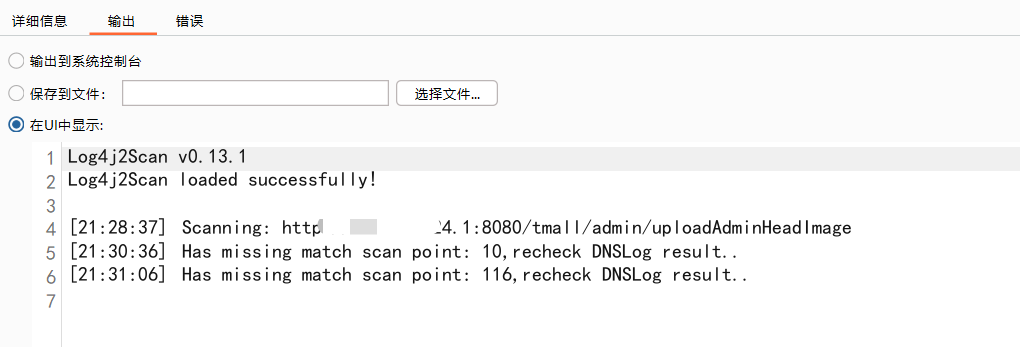 详细信息 输出 错误
输出到系统控制台
保存到文件: 选择文件...
在UI中显示:
1 Log4j2Scan v0.13.1
2 Log4j2Scan loaded successfully!
3
4 [21:28:37] Scanning: http 4.1:8080/tmall/admin/uploadAdminHeadImage
5 [21:30:36] Has missing match scan point: 10,recheck DNSLog result..
6 [21:31:06] Has missing match scan point: 116,recheck DNSLog result..
7